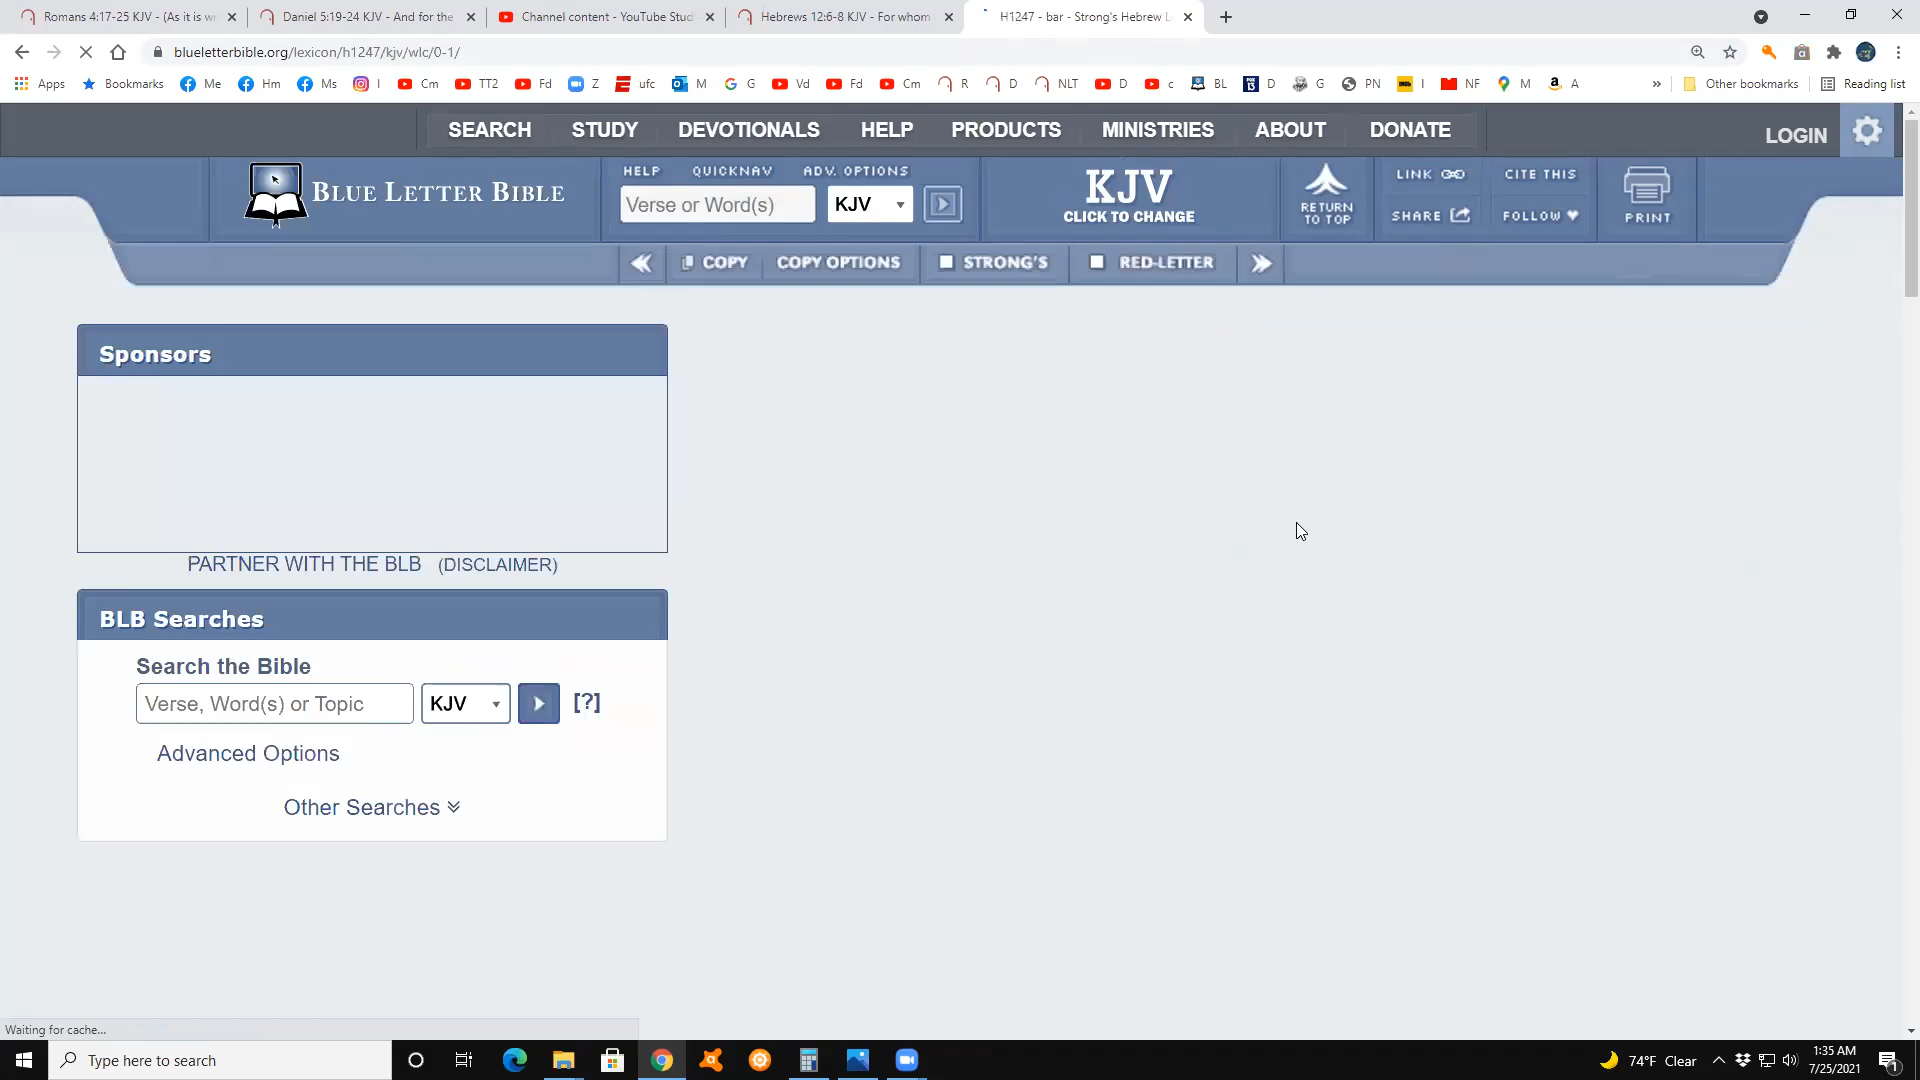 Romans 4:17-25 KJV - (As it is wr
Daniel 5:19-24 KJV - And for the
Channel content - YouTube Stud
Hebrews 12:6-8 KJV - For whom
H1247 - bar - Strong's Hebrew L
blueletterbible.org/lexicon/h1247/kjv/wlc/0-1/
Apps Bookmarks Me Hm Ms I Cm TT2 Fd Z ufc M G Vd Fd Cm R D NLT D c BL D G PN I NF M A » Other bookmarks Reading list
SEARCH STUDY DEVOTIONALS HELP PRODUCTS MINISTRIES ABOUT DONATE
LOGIN
BLUE LETTER BIBLE
HELP QUICKNAV ADV. OPTIONS
Verse or Word(s) KJV
KJV
CLICK TO CHANGE
RETURN
TO TOP
LINK CITE THIS
SHARE FOLLOW
PRINT
COPY COPY OPTIONS STRONG'S RED-LETTER
Sponsors
PARTNER WITH THE BLB (DISCLAIMER)
BLB Searches
Search the Bible
Verse, Word(s) or Topic KJV [?]
Advanced Options
Other Searches
Waiting for cache...
Type here to search
74°F Clear
1:35 AM
7/25/2021
1